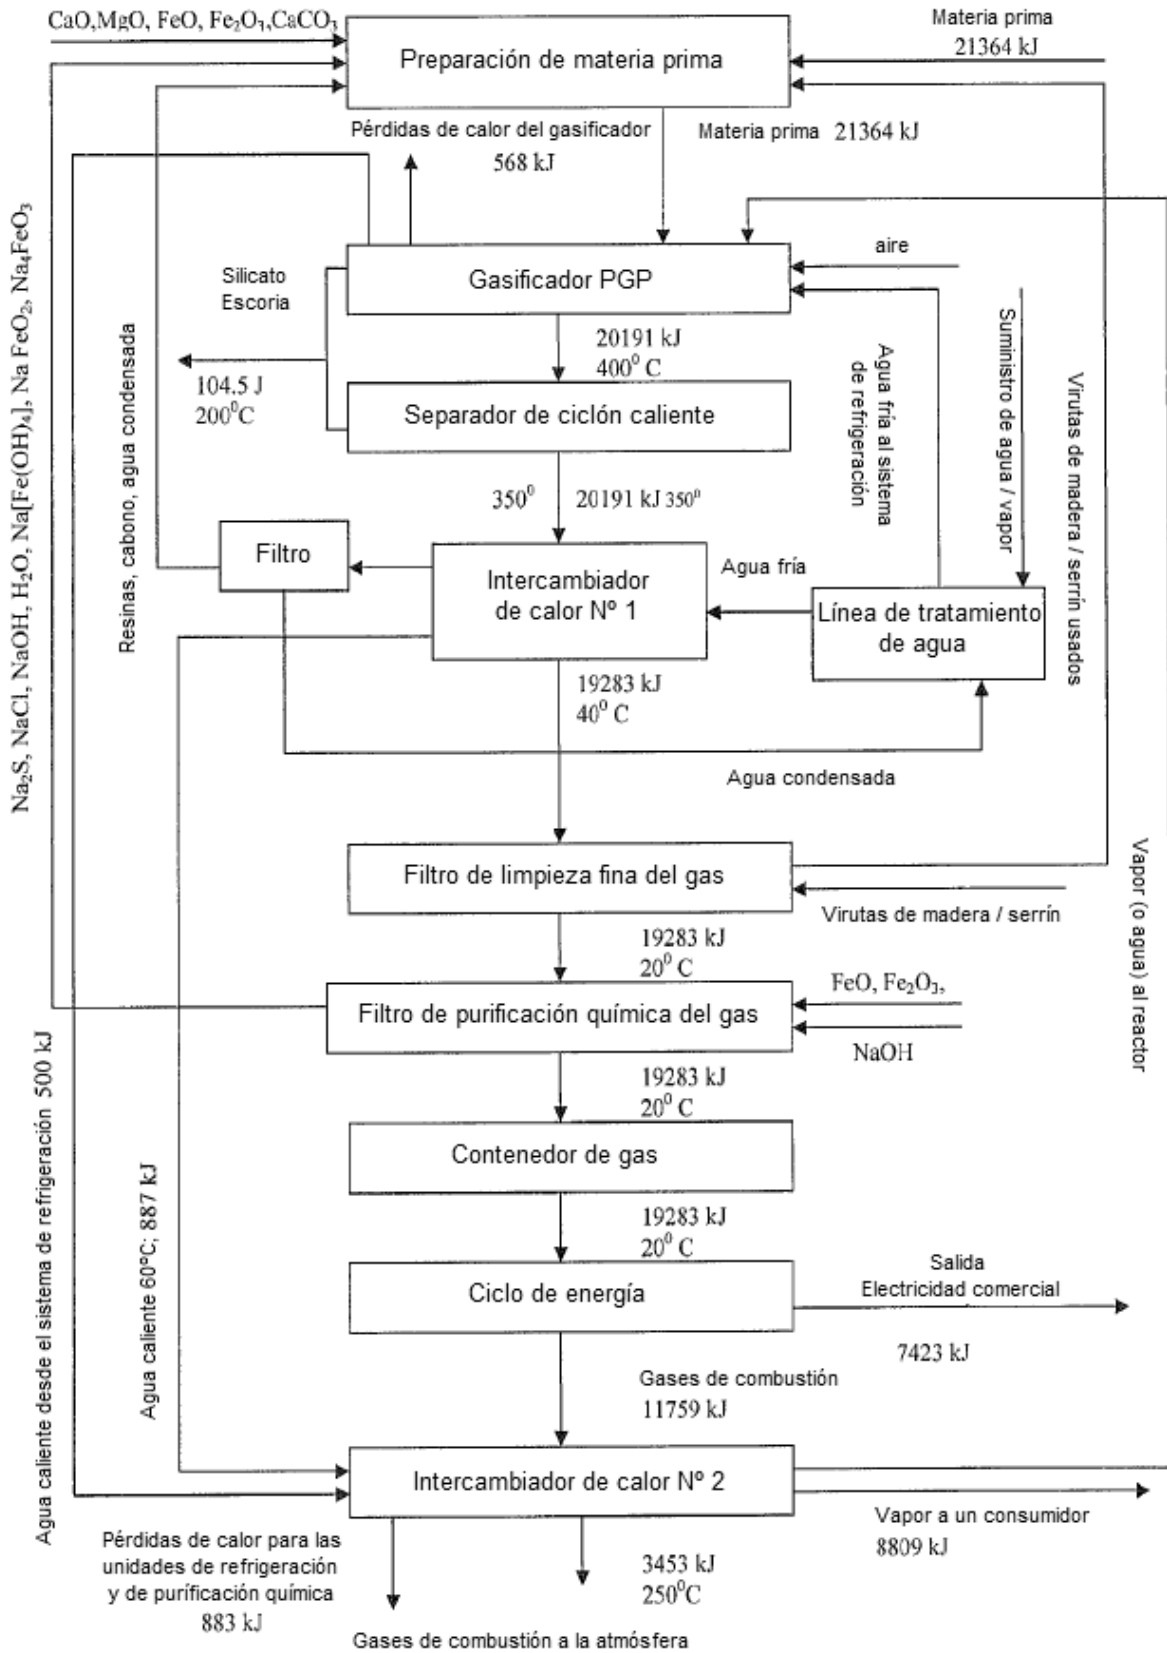 CaO,MgO, FeO, Fe₂O₃,CaCO₃
Materia prima
21364 kJ
Preparación de materia prima
Pérdidas de calor del gasificador
568 kJ
Materia prima 21364 kJ
Na₂S, NaCl, NaOH, H₂O, Na[Fe(OH)₄], Na FeO₂, Na₄FeO₃
Resinas, cabono, agua condensada
Silicato
Escoria
104.5 J
200⁰C
Gasificador PGP
aire
20191 kJ
400⁰ C
Agua fría al sistema
de refrigeración
Suministro de agua / vapor
Virutas de madera / serrín usados
Separador de ciclón caliente
350⁰
20191 kJ 350⁰
Filtro
Intercambiador
de calor Nº 1
Agua fría
Línea de tratamiento
de agua
19283 kJ
40⁰ C
Agua condensada
Filtro de limpieza fina del gas
Virutas de madera / serrín
Vapor (o agua) al reactor
19283 kJ
20⁰ C
Filtro de purificación química del gas
FeO, Fe₂O₃,
NaOH
19283 kJ
20⁰ C
Contenedor de gas
19283 kJ
20⁰ C
Agua caliente desde el sistema de refrigeración 500 kJ
Agua caliente 60ºC; 887 kJ
Ciclo de energía
Salida
Electricidad comercial
7423 kJ
Gases de combustión
11759 kJ
Intercambiador de calor Nº 2
Vapor a un consumidor
8809 kJ
Pérdidas de calor para las
unidades de refrigeración
y de purificación química
883 kJ
3453 kJ
250⁰C
Gases de combustión a la atmósfera